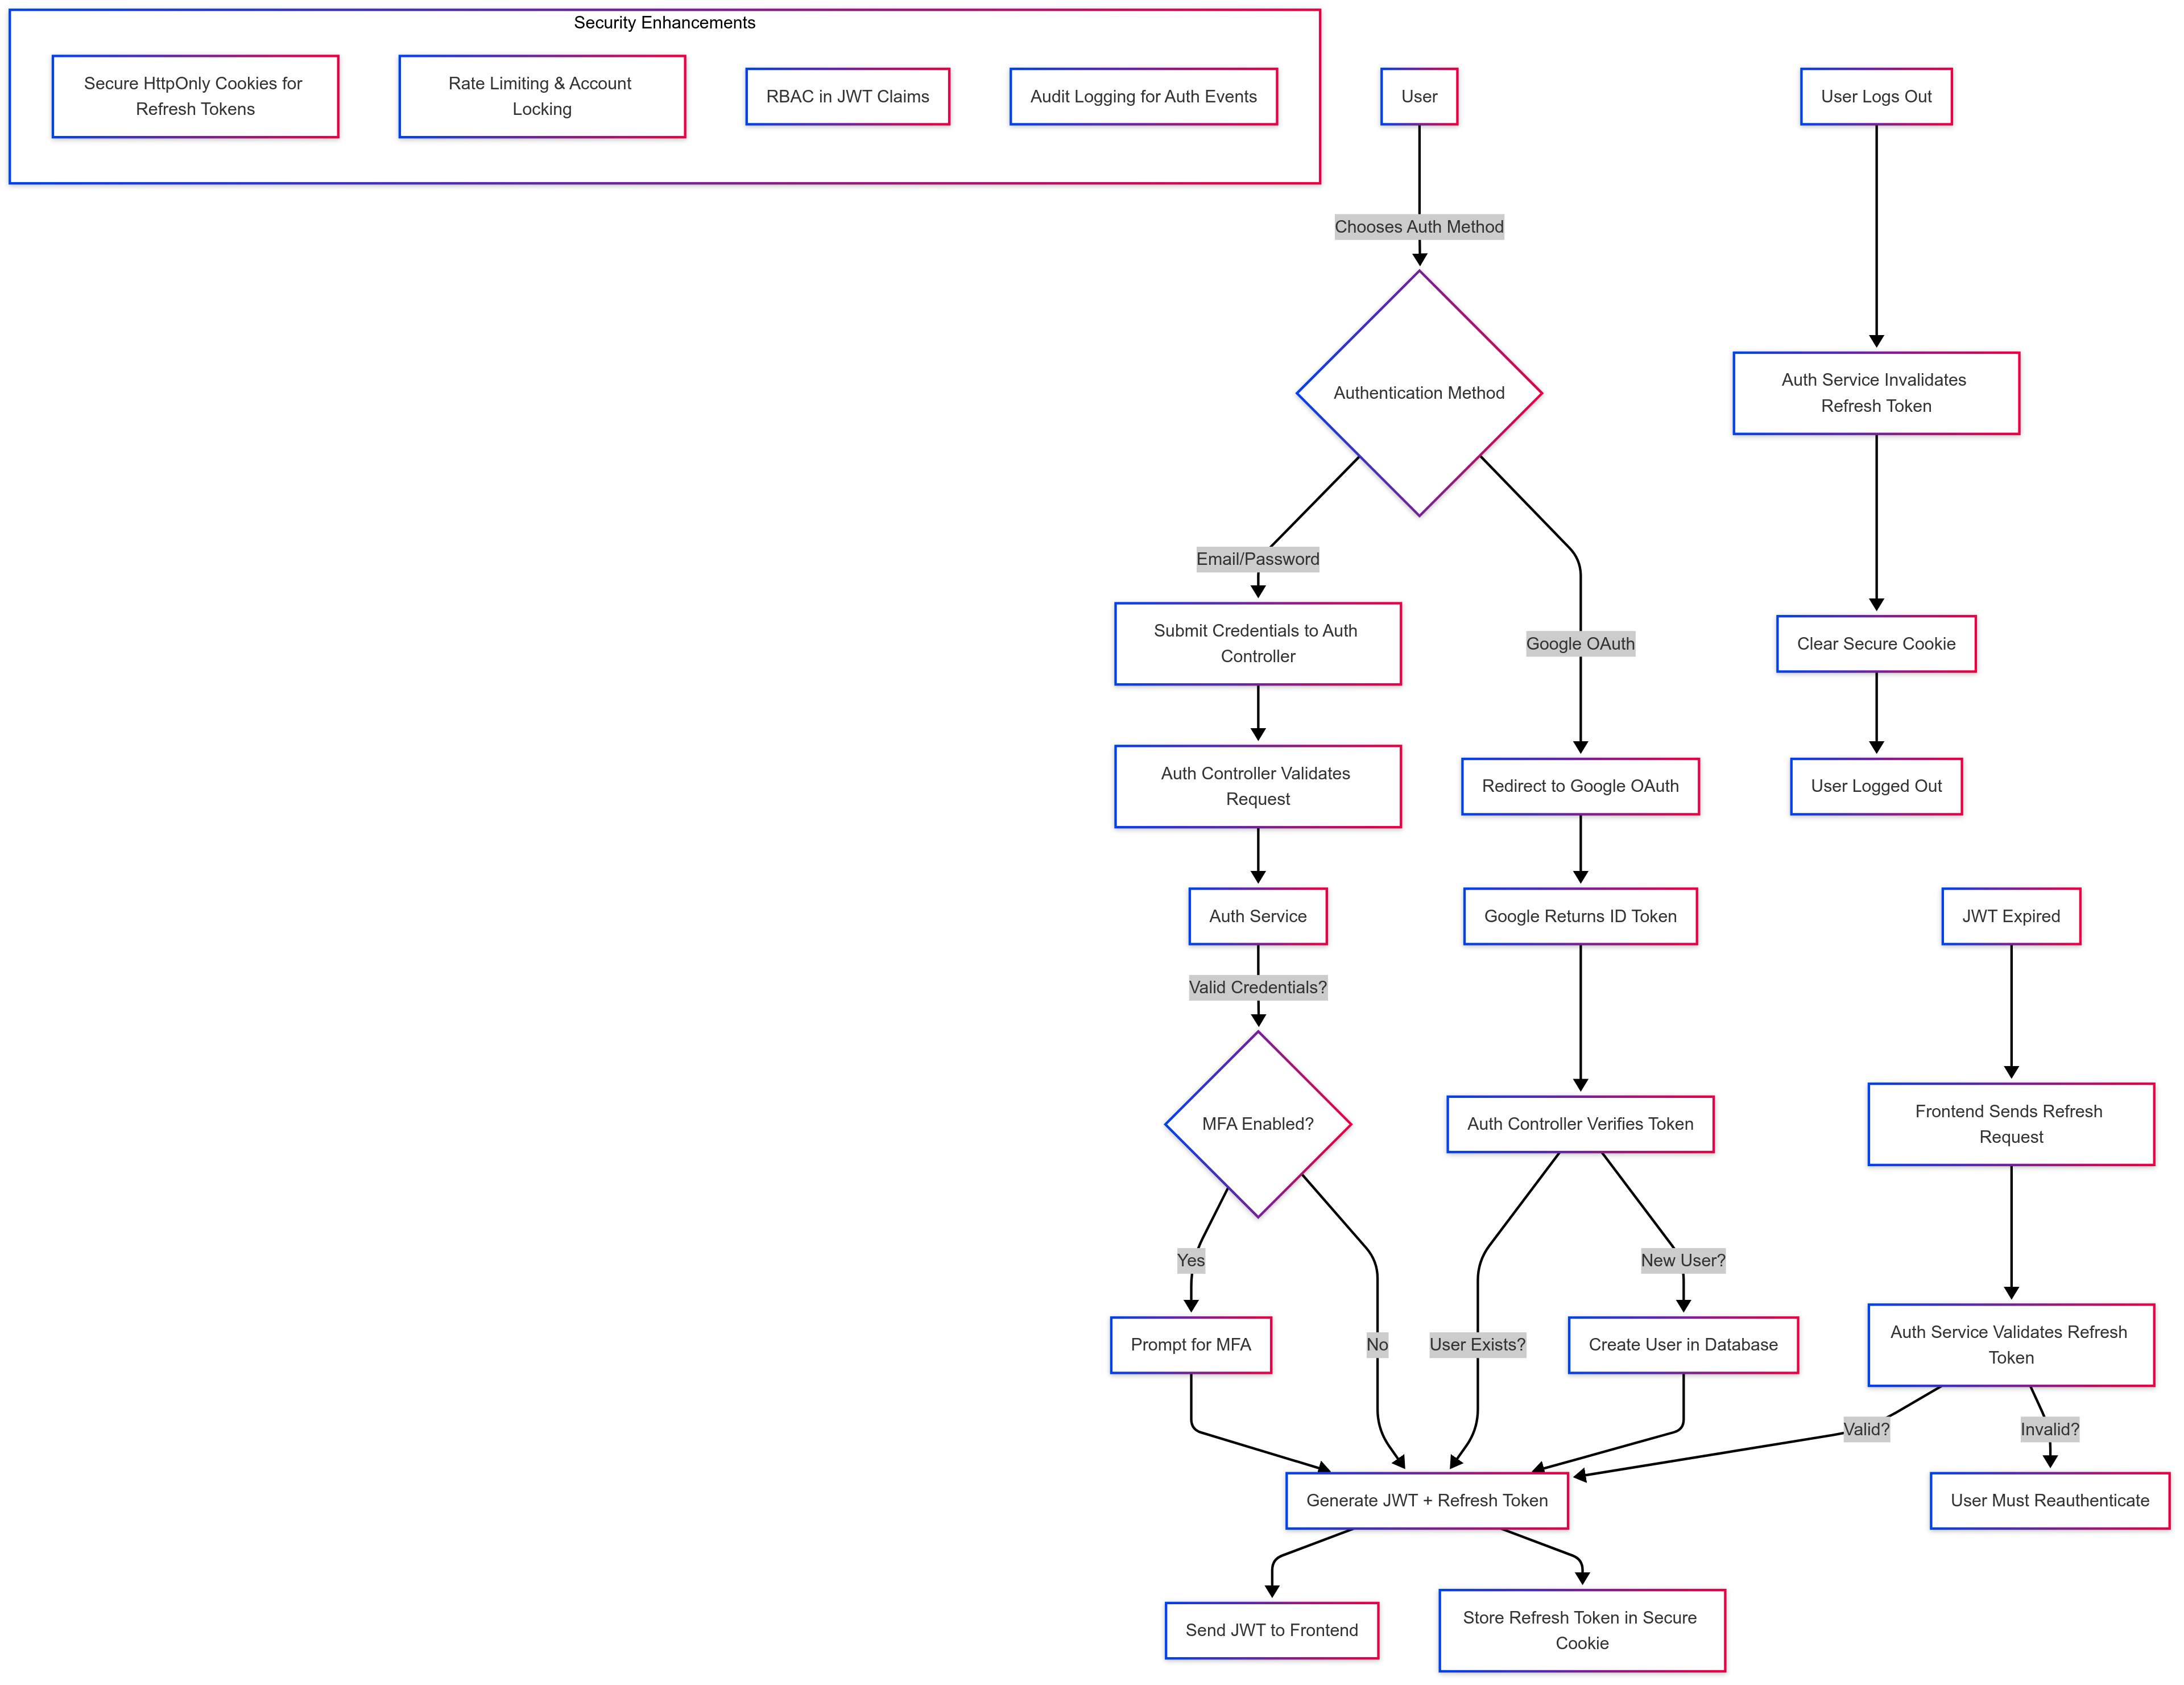 Security Enhancements
Secure HttpOnly Cookies for
Refresh Tokens
Rate Limiting & Account
Locking
RBAC in JWT Claims
Audit Logging for Auth Events
User
User Logs Out
Chooses Auth Method
Authentication Method
Auth Service Invalidates
Refresh Token
Email/Password
Google OAuth
Submit Credentials to Auth
Controller
Clear Secure Cookie
Auth Controller Validates
Request
Redirect to Google OAuth
User Logged Out
Auth Service
Google Returns ID Token
JWT Expired
Valid Credentials?
MFA Enabled?
Auth Controller Verifies Token
Frontend Sends Refresh
Request
Yes
New User?
Prompt for MFA
No
User Exists?
Create User in Database
Auth Service Validates Refresh
Token
Valid?
Invalid?
Generate JWT + Refresh Token
User Must Reauthenticate
Send JWT to Frontend
Store Refresh Token in Secure
Cookie